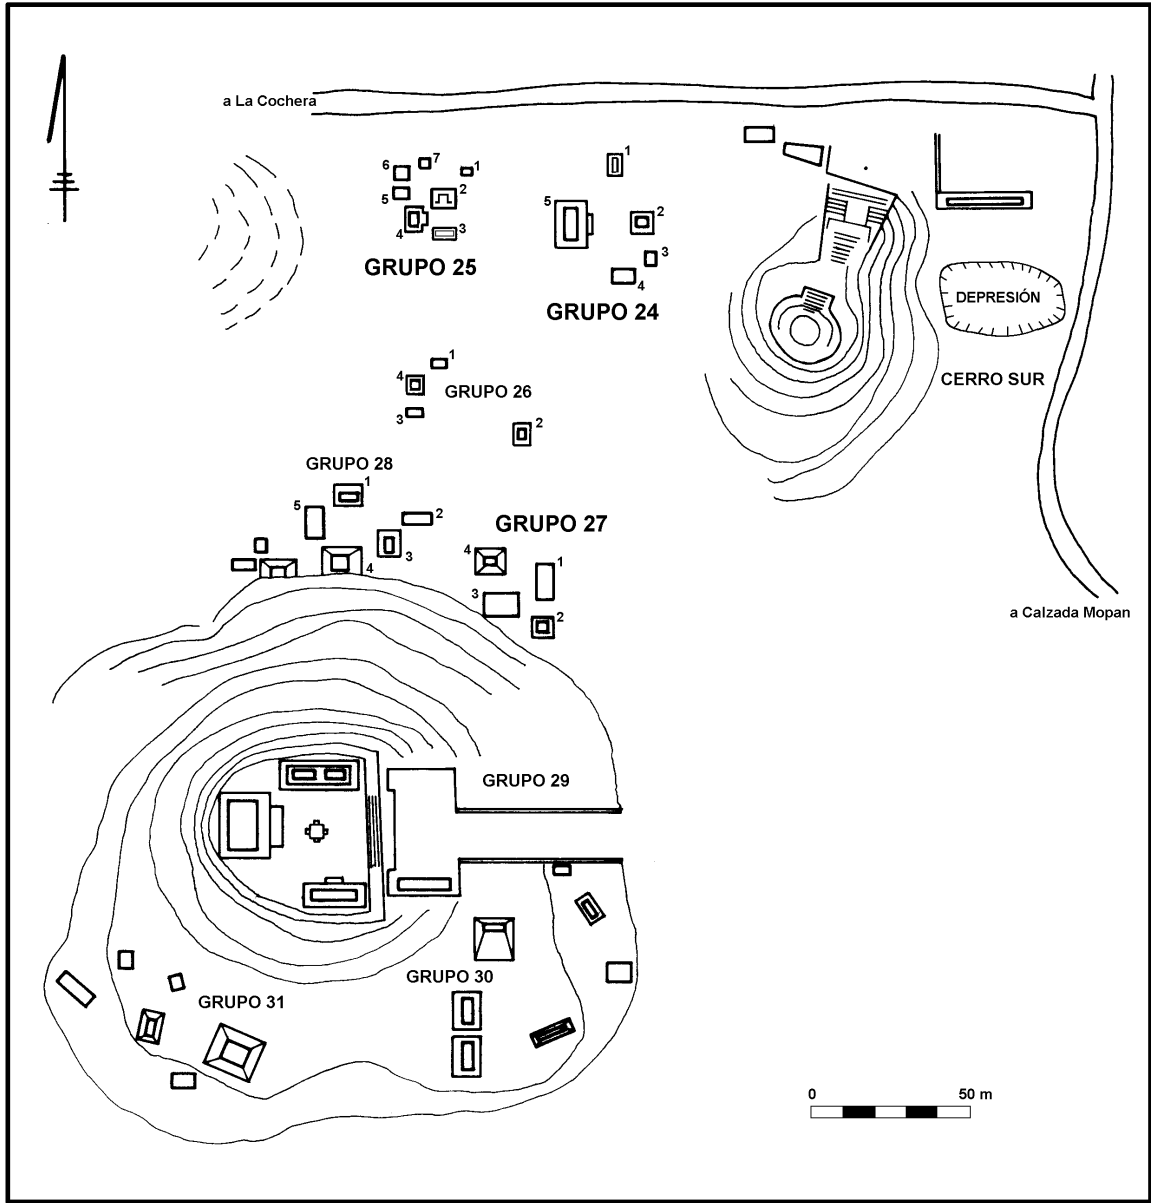 a La Cochera
1
7
6
1
2
5
5
2
4
3
3
GRUPO 25
4
DEPRESIÓN
GRUPO 24
1
4
GRUPO 26
CERRO SUR
3
2
GRUPO 28
1
5
2
GRUPO 27
3
4
4
1
3
a Calzada Mopan
2
GRUPO 29
GRUPO 30
GRUPO 31
0 50 m